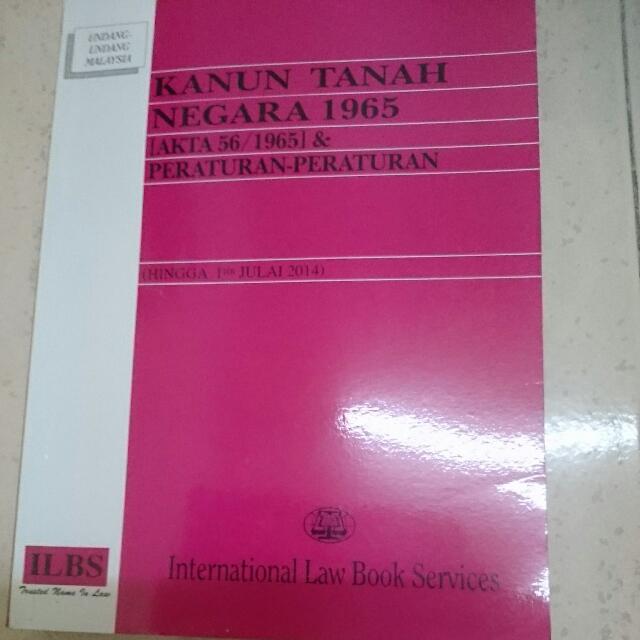 UNDANG-
UNDANG
MALAYSIA
KANUN TANAH
NEGARA 1965
[AKTA 56/1965] &
PERATURAN-PERATURAN
(HINGGA 1hb JULAI 2014)
ILBS
Trusted Name In Law
International Law Book Services